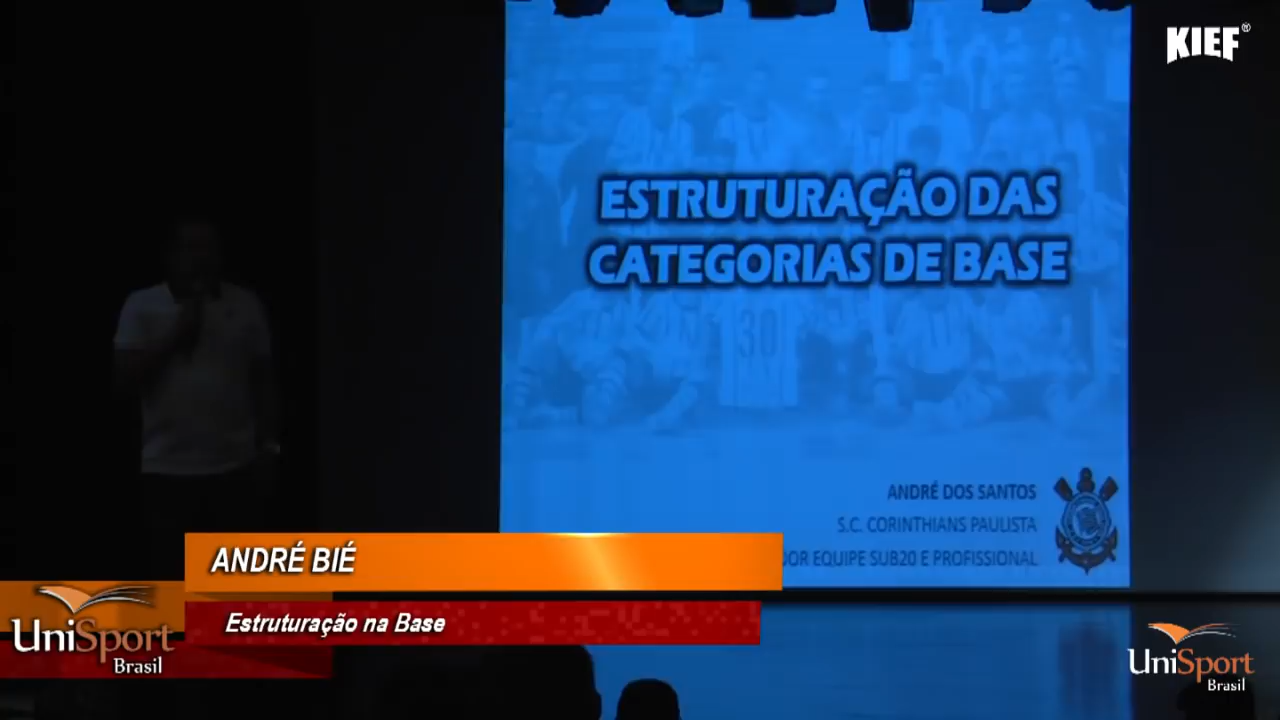 KIEF®
ESTRUTURAÇÃO DAS
CATEGORIAS DE BASE
30
ANDRÉ DOS SANTOS
S.C. CORINTHIANS PAULISTA
EQUIPE SUB20 E PROFISSIONAL
ANDRÉ BIÉ
Estruturação na Base
UniSport
Brasil
UniSport
Brasil